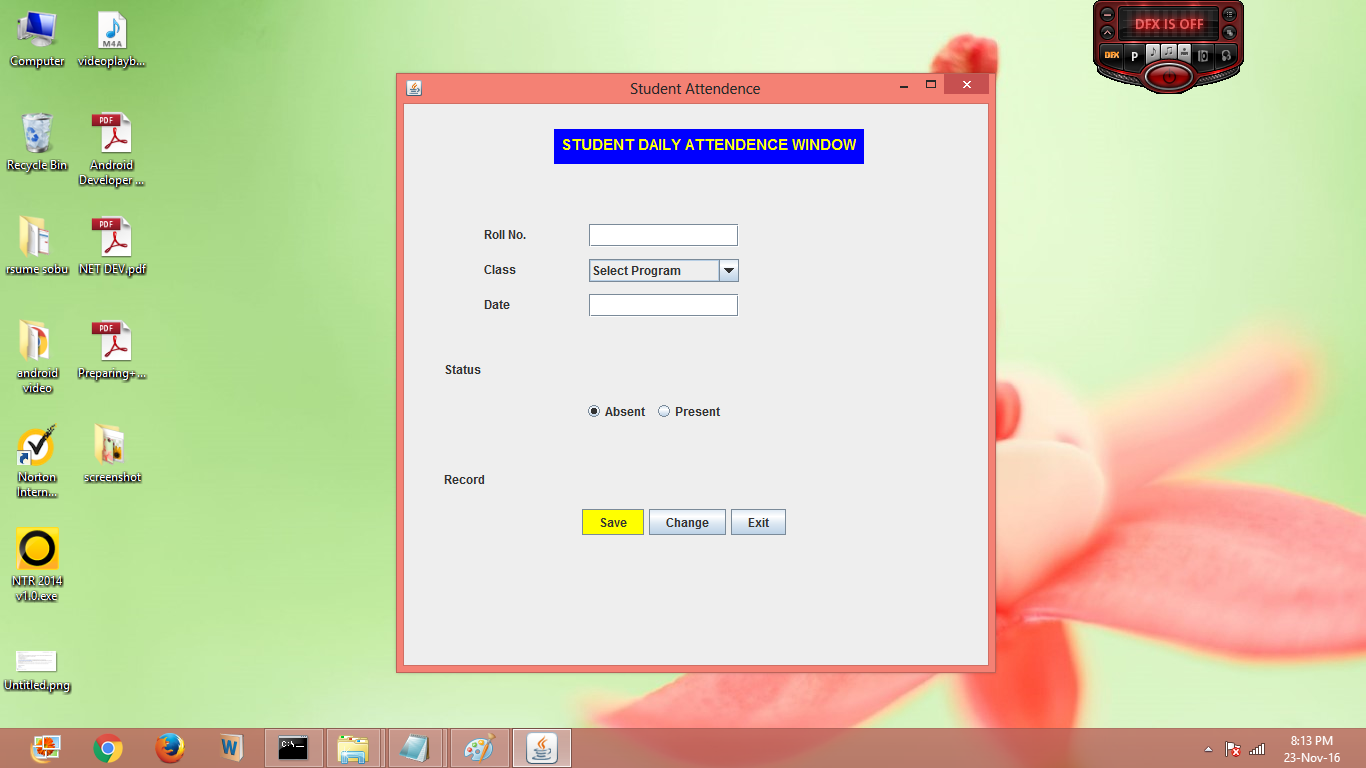 Computer
videoplayb...
M4A
Recycle Bin
PDF
Android
Developer ...
rsume sobu
PDF
NET DEV.pdf
android
video
PDF
Preparing+...
Norton
Intern...
screenshot
NTR 2014
v1.0.exe
Untitled.png
DFX IS OFF
DFX
P
Student Attendence
STUDENT DAILY ATTENDENCE WINDOW
Roll No.
Class
Select Program
Date
Status
Absent
Present
Record
Save
Change
Exit
W
C:\
8:13 PM
23-Nov-16